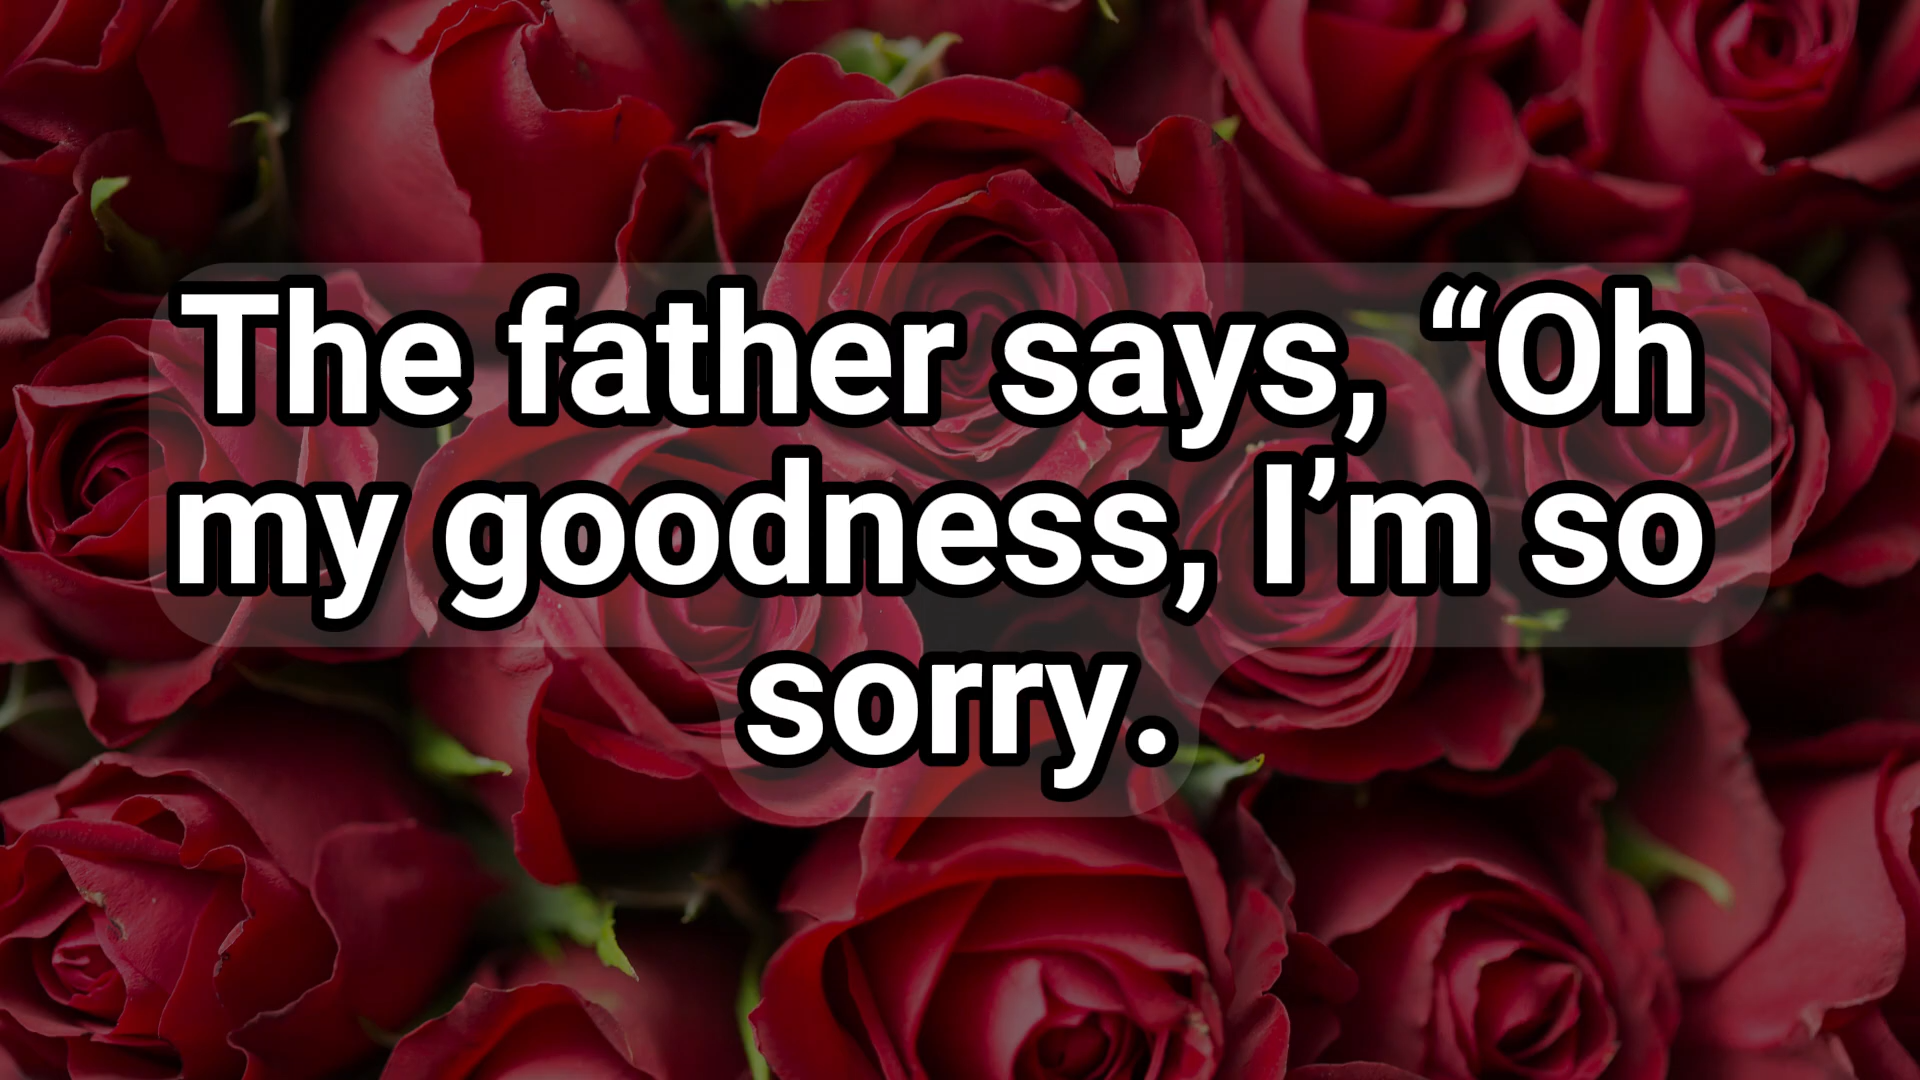 The father says, “Oh
my goodness, I’m so
sorry.